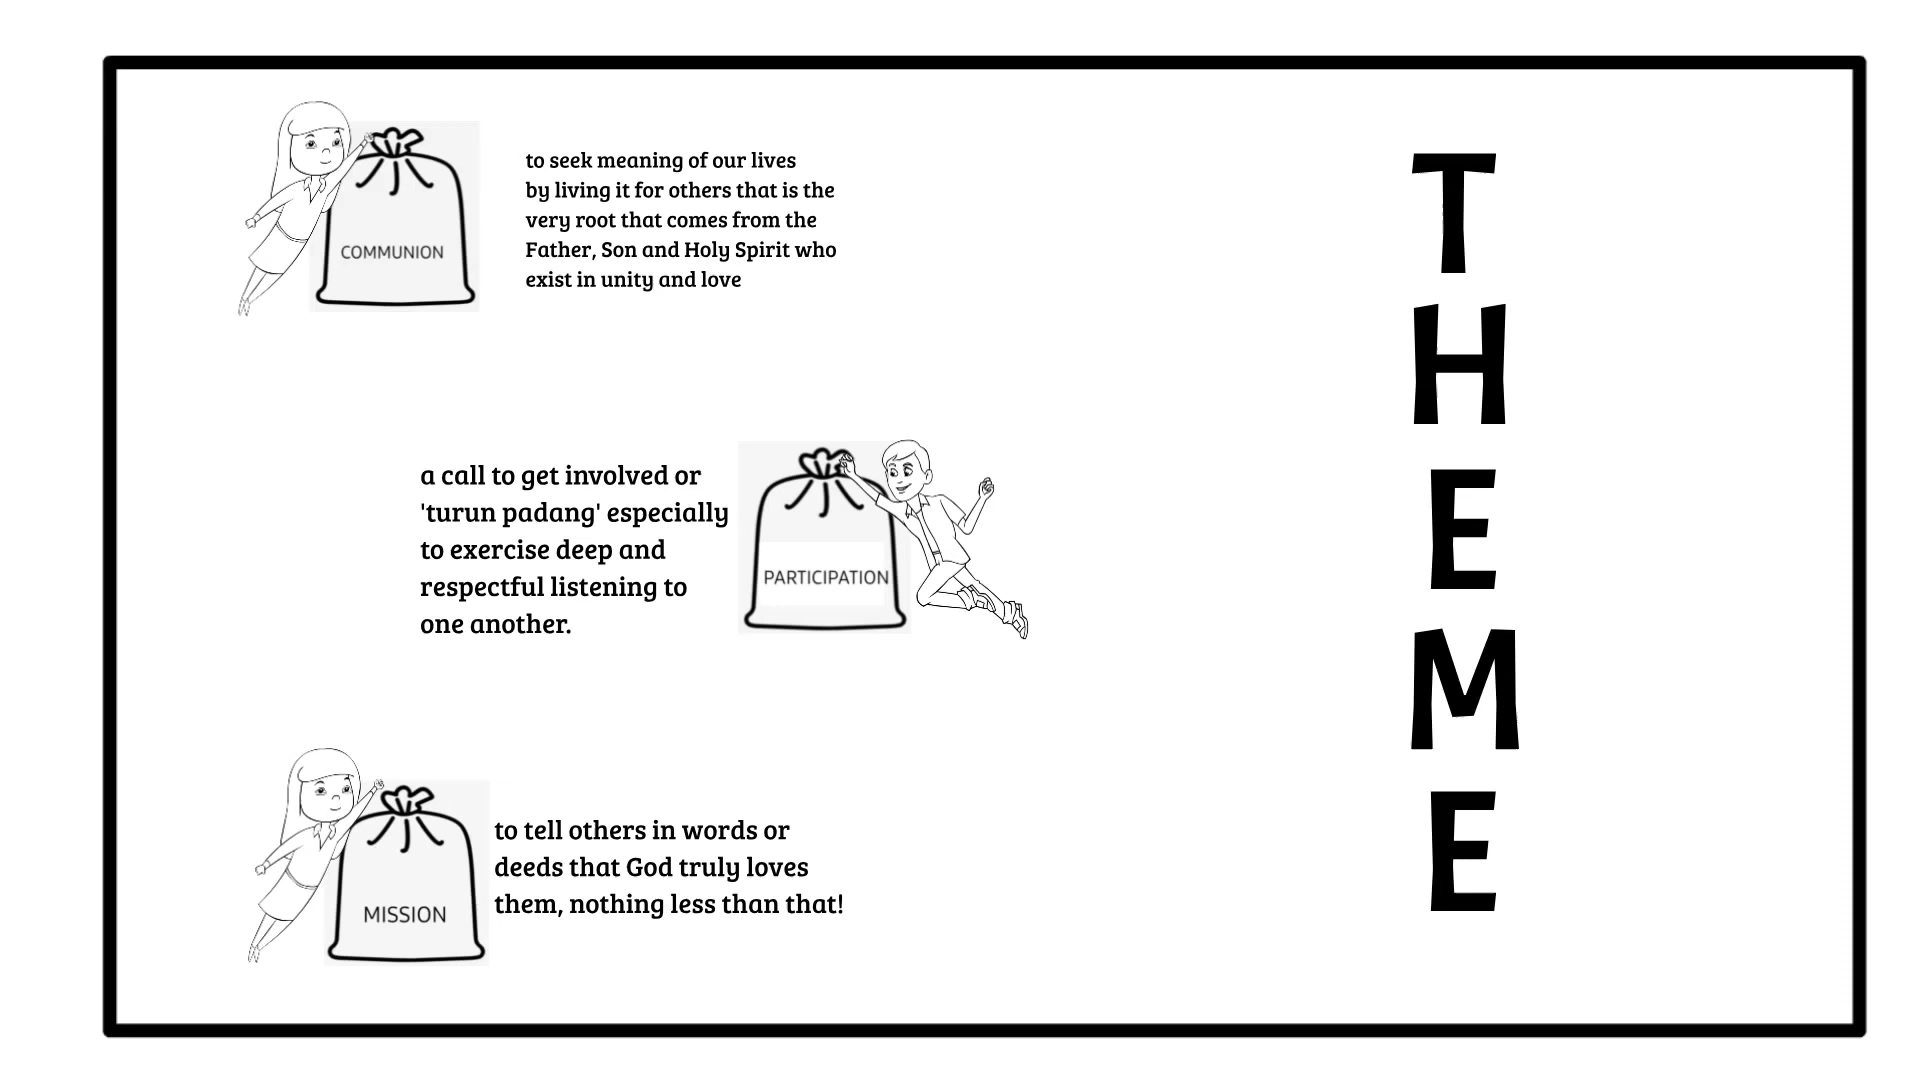 COMMUNION
to seek meaning of our lives
by living it for others that is the
very root that comes from the
Father, Son and Holy Spirit who
exist in unity and love
a call to get involved or
'turun padang' especially
to exercise deep and
respectful listening to
one another.
PARTICIPATION
MISSION
to tell others in words or
deeds that God truly loves
them, nothing less than that!
T
H
E
M
E